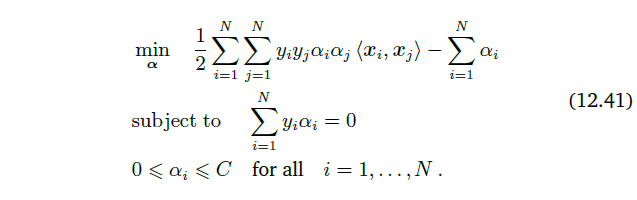 min_α 1/2 ∑_{i=1}^{N} ∑_{j=1}^{N} y_i y_j α_i α_j ⟨x_i, x_j⟩ − ∑_{i=1}^{N} α_i
subject to ∑_{i=1}^{N} y_i α_i = 0
(12.41)
0 ⩽ α_i ⩽ C for all i = 1, . . . , N .